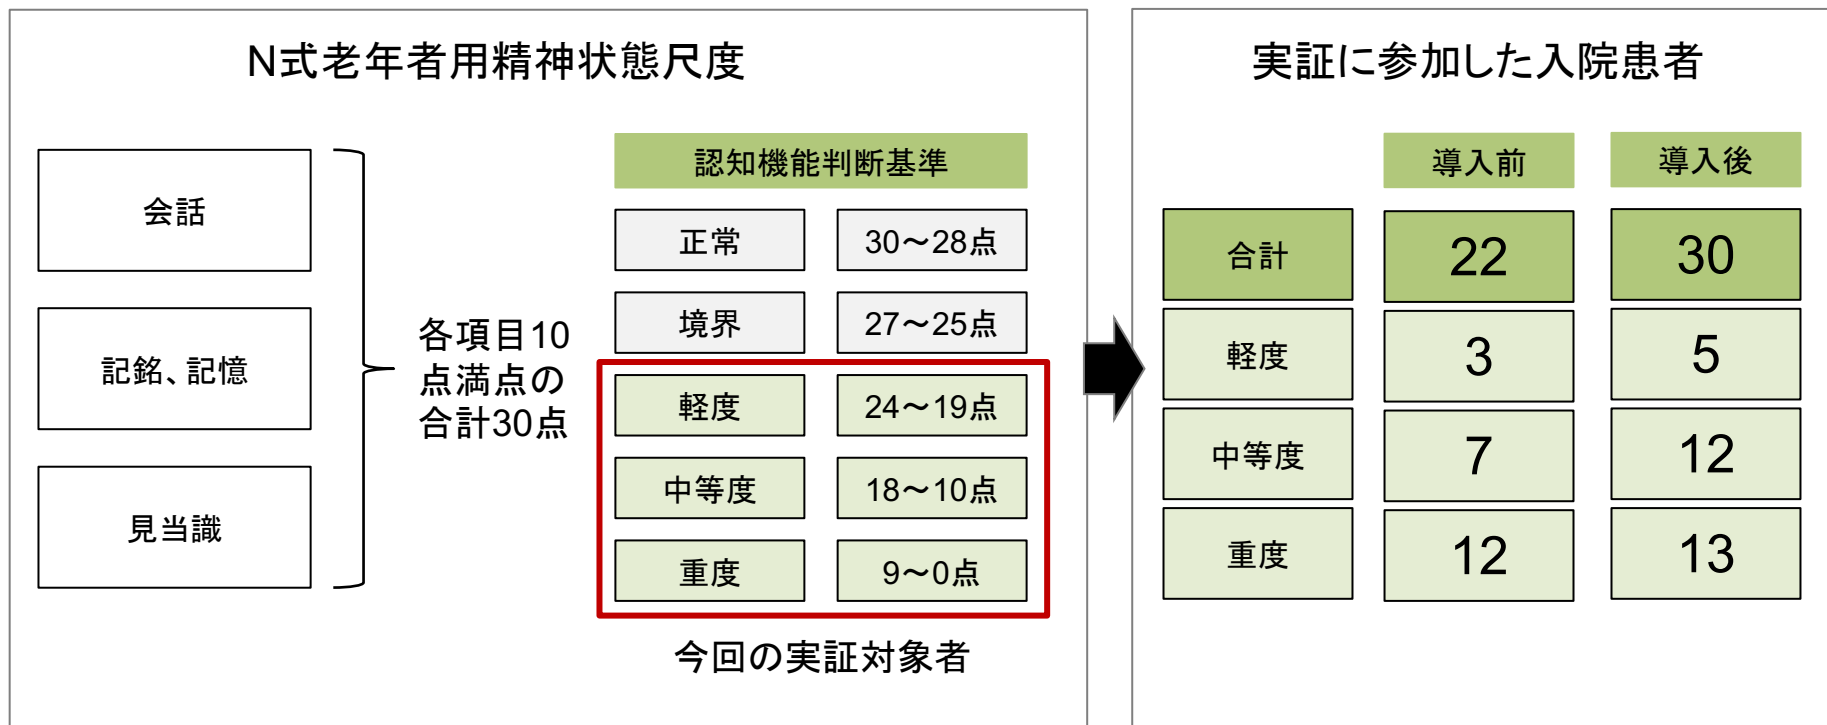 N式老年者用精神状態尺度
会話
記銘、記憶
見当識
各項目10
点満点の
合計30点
認知機能判断基準
正常 30～28点
境界 27～25点
軽度 24～19点
中等度 18～10点
重度 9～0点
今回の実証対象者
実証に参加した入院患者
導入前 導入後
合計 22 30
軽度 3 5
中等度 7 12
重度 12 13